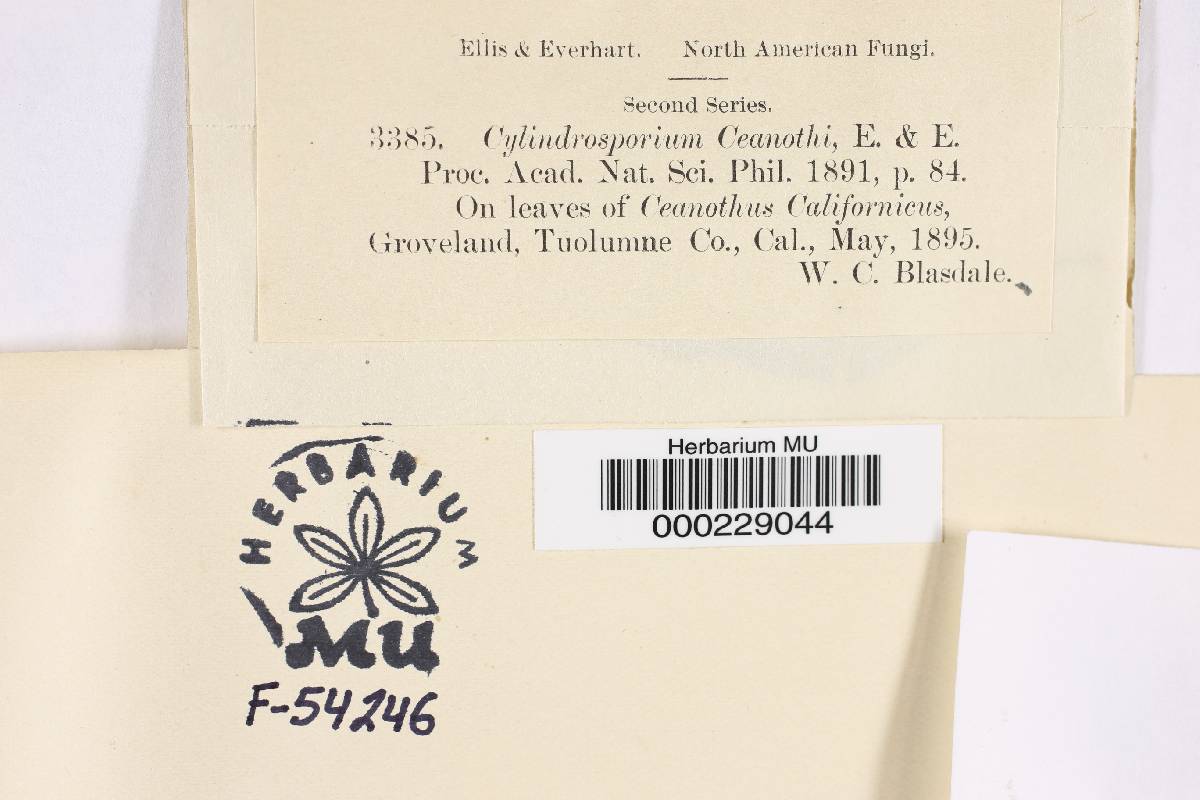 Ellis & Everhart. North American Fungi.
Second Series.
3385. Cylindrosporium Ceanothi, E. & E.
Proc. Acad. Nat. Sci. Phil. 1891, p. 84.
On leaves of Ceanothus Californicus,
Groveland, Tuolumne Co., Cal., May, 1895.
W. C. Blasdale.
Herbarium MU
000229044
HERBARIUM
MU
F-54246